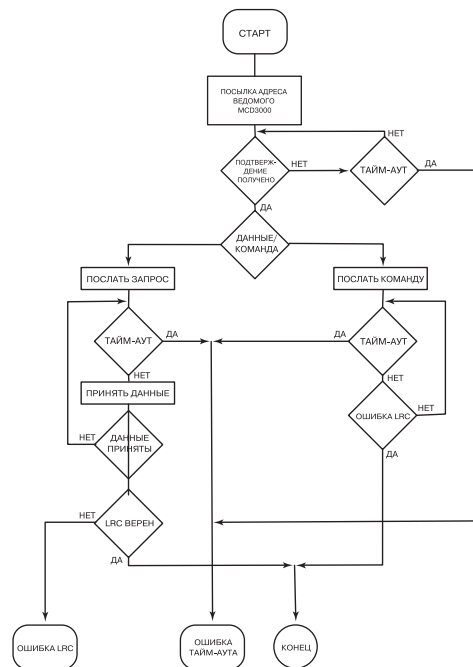 СТАРТ
ПОСЫЛКА АДРЕСА
ВЕДОМОГО
MCD3000
НЕТ
ПОДТВЕРЖ-
ДЕНИЕ
ПОЛУЧЕНО
НЕТ
ТАЙМ-АУТ
ДА
ДА
ДАННЫЕ/
КОМАНДА
ПОСЛАТЬ ЗАПРОС
ПОСЛАТЬ КОМАНДУ
ТАЙМ-АУТ
ДА
ДА
ТАЙМ-АУТ
НЕТ
НЕТ
ПРИНЯТЬ ДАННЫЕ
ОШИБКА LRC
НЕТ
НЕТ
ДАННЫЕ
ПРИНЯТЫ
ДА
НЕТ
LRC ВЕРЕН
ДА
ОШИБКА LRC
ОШИБКА
ТАЙМ-АУТА
КОНЕЦ